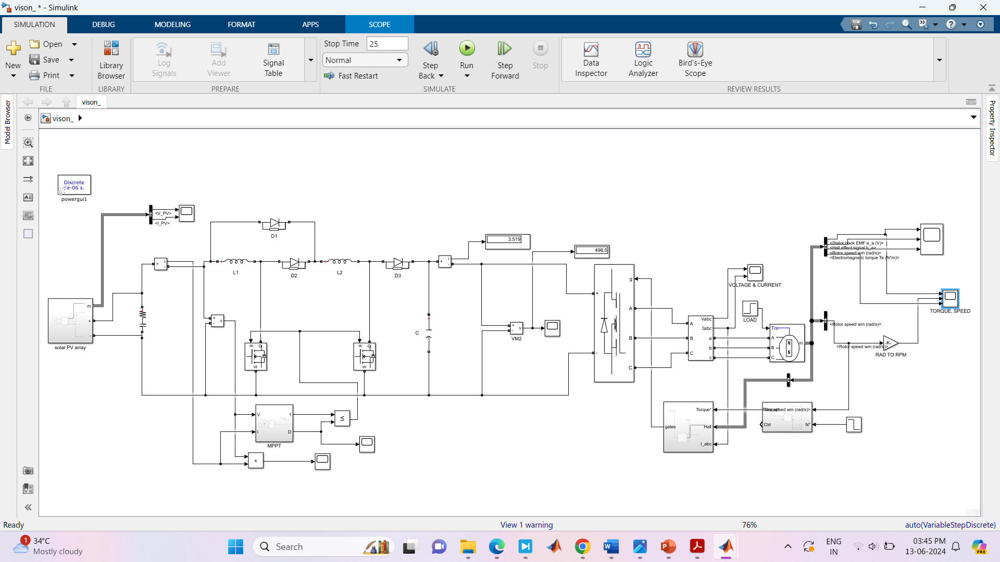 vison_ * - Simulink
SIMULATION
DEBUG
MODELING
FORMAT
APPS
SCOPE
New
Open
Save
Print
FILE
Library
Browser
LIBRARY
Log
Signals
Add
Viewer
Signal
Table
PREPARE
Stop Time 25
Normal
Fast Restart
Step
Back
Run
Step
Forward
Stop
SIMULATE
Data
Inspector
Logic
Analyzer
Bird's-Eye
Scope
REVIEW RESULTS
Model Browser
Property Inspector
vison_
vison_
Discrete
e-06 s.
powergui1
<V_PV>
<I_PV>
D1
L1
D2
L2
D3
3.519
498.5
m
+
-
solar PV array
+
i
-
+
v
-
+
i
-
g
D
S
g
D
S
C
+
v
-
VM2
V
I
1
D
MPPT
≤
x
+
-
g
A
B
C
A
B
C
Vabc
Iabc
a
b
c
VOLTAGE & CURRENT
LOAD
Tm
A
B
C
N
S
m
<Stator back EMF e_a (V)>
<Hall effect signal h_a>
<Rotor speed wm (rad/s)>
<Electromagnetic torque Te (N*m)>
TORQUE, SPEED
<Rotor speed wm (rad/s)>
<Rotor speed wm (rad/s)>
-K-
RAD TO RPM
Torque*
gates
Hall
I_abc
Ctrl
N*
Ready
View 1 warning
76%
auto(VariableStepDiscrete)
1
34°C
Mostly cloudy
Search
ENG
IN
03:45 PM
13-06-2024
PRE